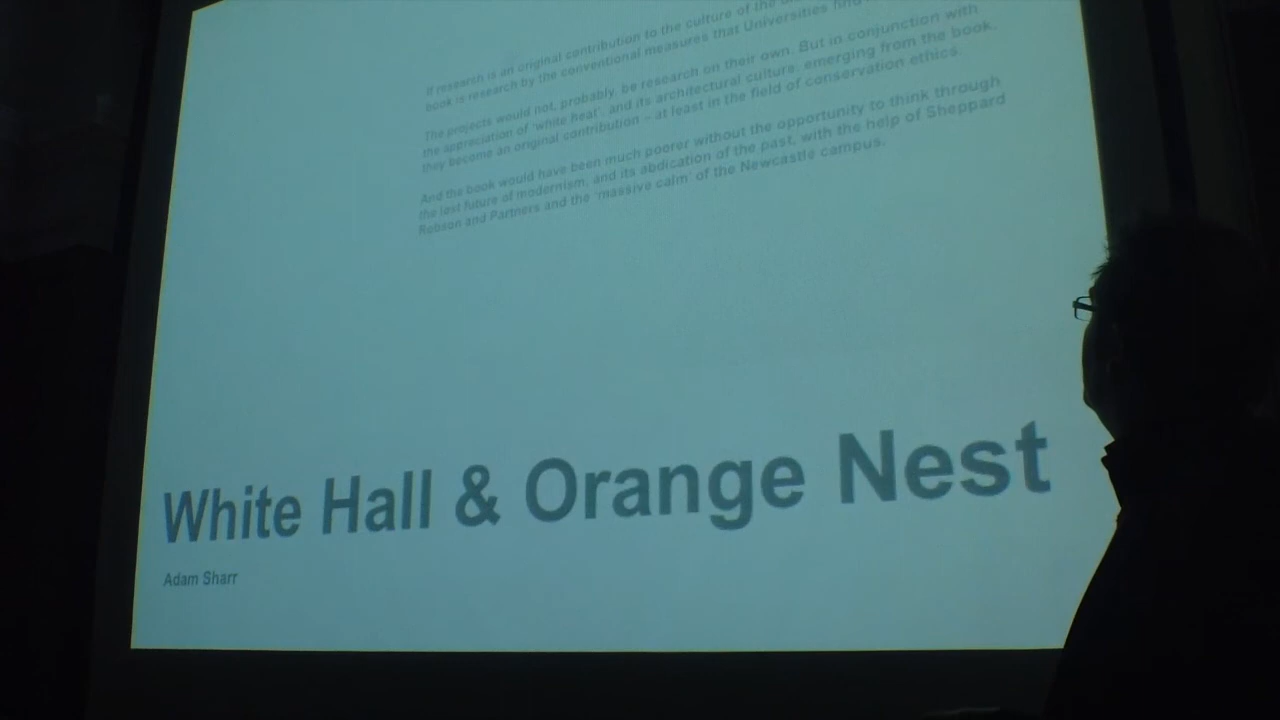 If research is an original contribution to the culture of the
book is research by the conventional measures that Universities find
The projects would not, probably, be research on their own. But in conjunction with
the appreciation of 'white heat', and its architectural culture, emerging from the book,
they become an original contribution – at least in the field of conservation ethics.
And the book would have been much poorer without the opportunity to think through
the lost future of modernism, and its abdication of the past, with the help of Sheppard
Robson and Partners and the 'massive calm' of the Newcastle campus.
White Hall & Orange Nest
Adam Sharr